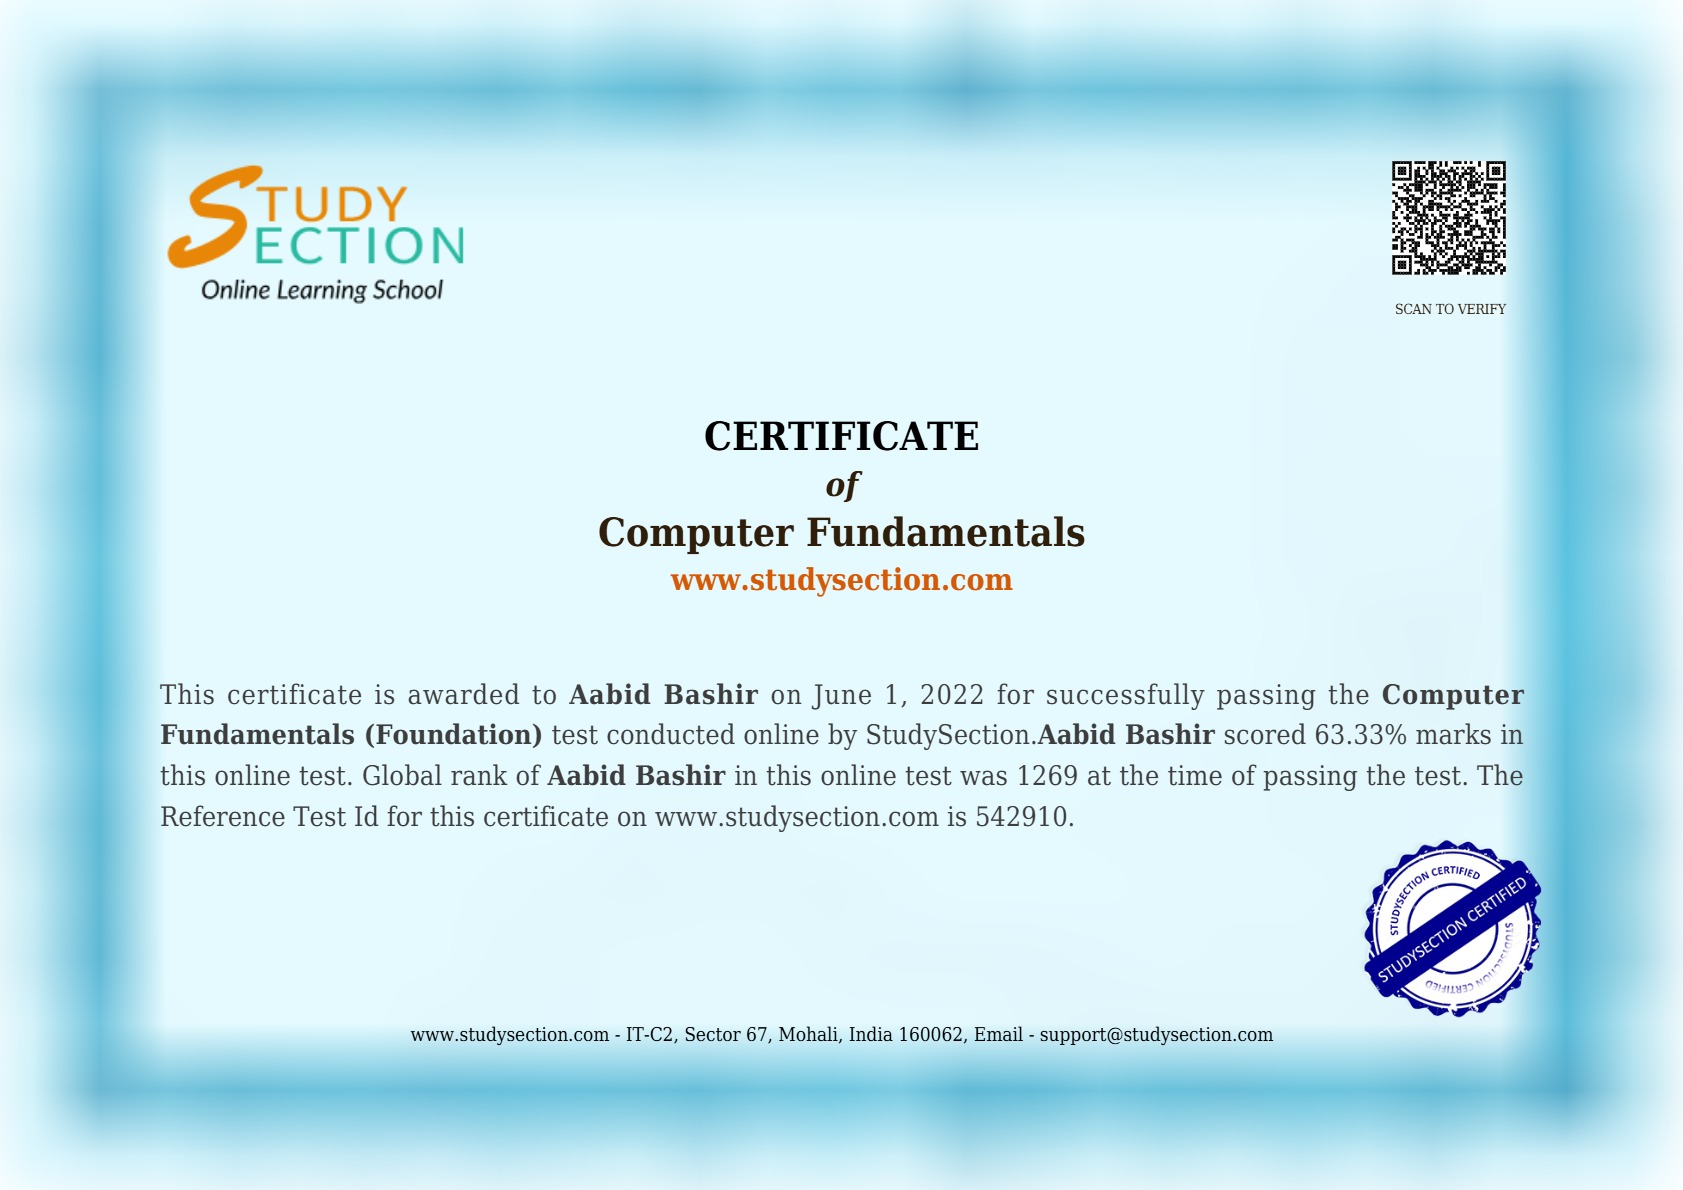 STUDY
SECTION
Online Learning School
SCAN TO VERIFY
CERTIFICATE
of
Computer Fundamentals
www.studysection.com
This certificate is awarded to Aabid Bashir on June 1, 2022 for successfully passing the Computer
Fundamentals (Foundation) test conducted online by StudySection.Aabid Bashir scored 63.33% marks in
this online test. Global rank of Aabid Bashir in this online test was 1269 at the time of passing the test. The
Reference Test Id for this certificate on www.studysection.com is 542910.
STUDYSECTION CERTIFIED
STUDYSECTION CERTIFIED
STUDYSECTION CERTIFIED
www.studysection.com - IT-C2, Sector 67, Mohali, India 160062, Email - support@studysection.com